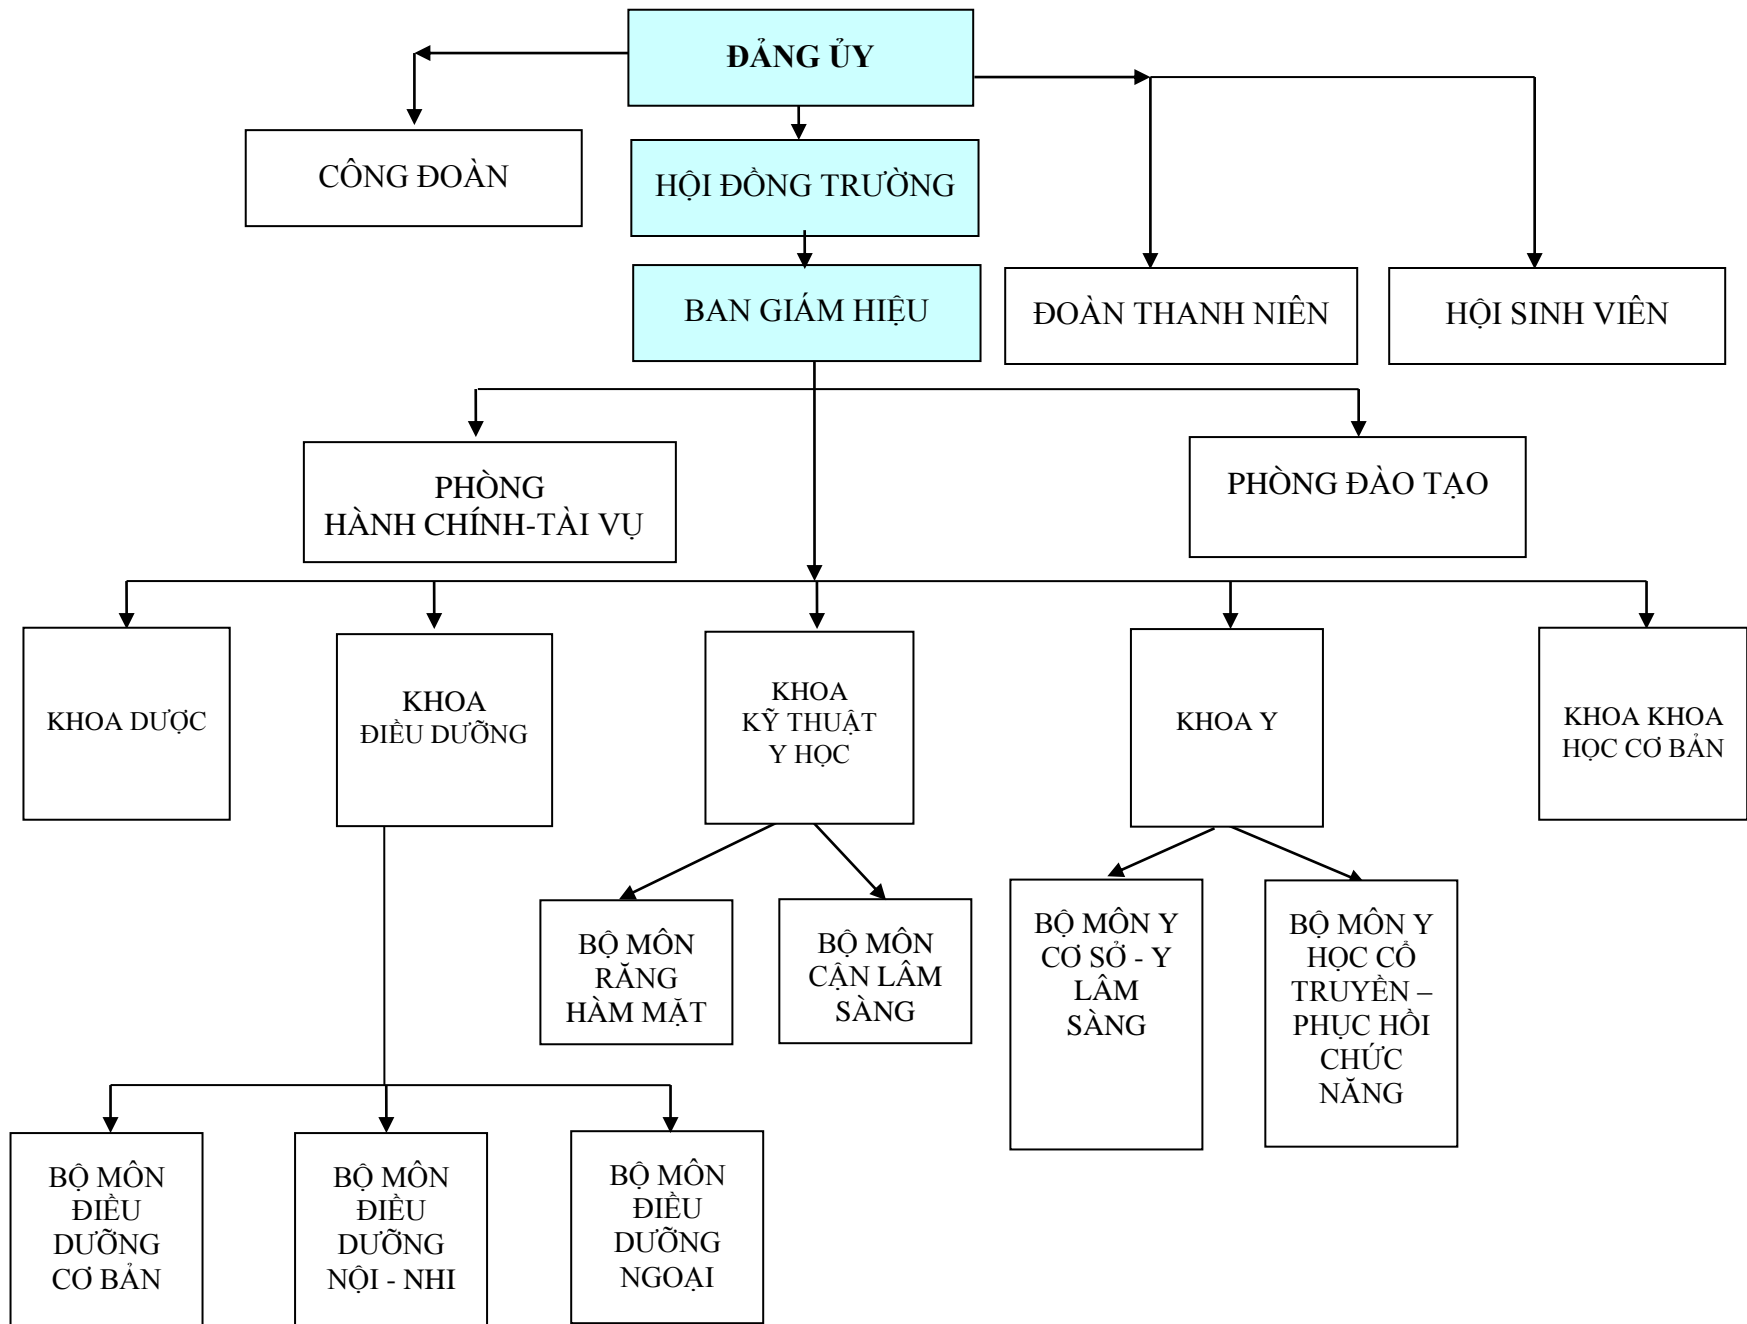 ĐẢNG ỦY
CÔNG ĐOÀN
HỘI ĐỒNG TRƯỜNG
BAN GIÁM HIỆU
ĐOÀN THANH NIÊN
HỘI SINH VIÊN
PHÒNG
HÀNH CHÍNH-TÀI VỤ
PHÒNG ĐÀO TẠO
KHOA DƯỢC
KHOA
ĐIỀU DƯỠNG
KHOA
KỸ THUẬT
Y HỌC
KHOA Y
KHOA KHOA
HỌC CƠ BẢN
BỘ MÔN
RĂNG
HÀM MẶT
BỘ MÔN
CẬN LÂM
SÀNG
BỘ MÔN Y
CƠ SỞ - Y
LÂM
SÀNG
BỘ MÔN Y
HỌC CỔ
TRUYỀN –
PHỤC HỒI
CHỨC
NĂNG
BỘ MÔN
ĐIỀU
DƯỠNG
CƠ BẢN
BỘ MÔN
ĐIỀU
DƯỠNG
NỘI - NHI
BỘ MÔN
ĐIỀU
DƯỠNG
NGOẠI